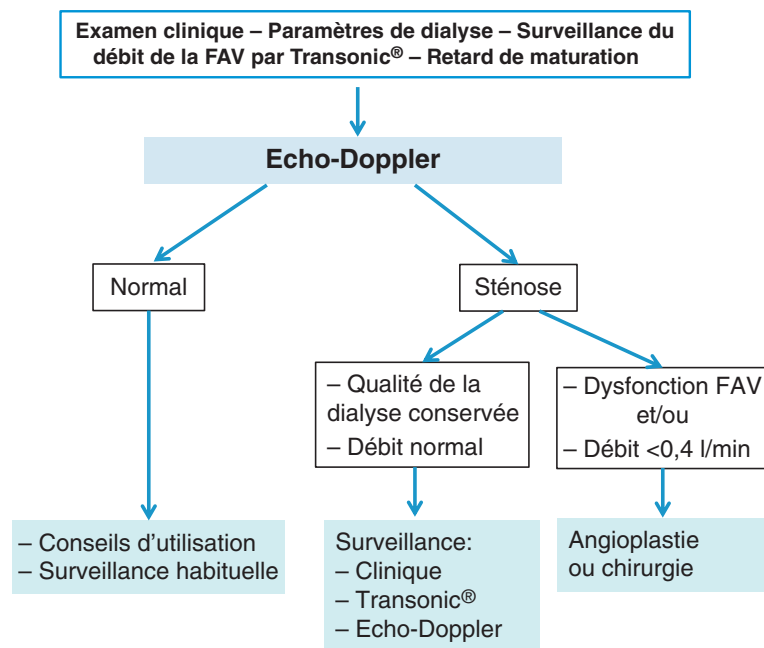 Examen clinique – Paramètres de dialyse – Surveillance du
débit de la FAV par Transonic® – Retard de maturation
Echo-Doppler
Normal
Sténose
– Qualité de la
dialyse conservée
– Débit normal
– Dysfonction FAV
et/ou
– Débit <0,4 l/min
– Conseils d'utilisation
– Surveillance habituelle
Surveillance:
– Clinique
– Transonic®
– Echo-Doppler
Angioplastie
ou chirurgie